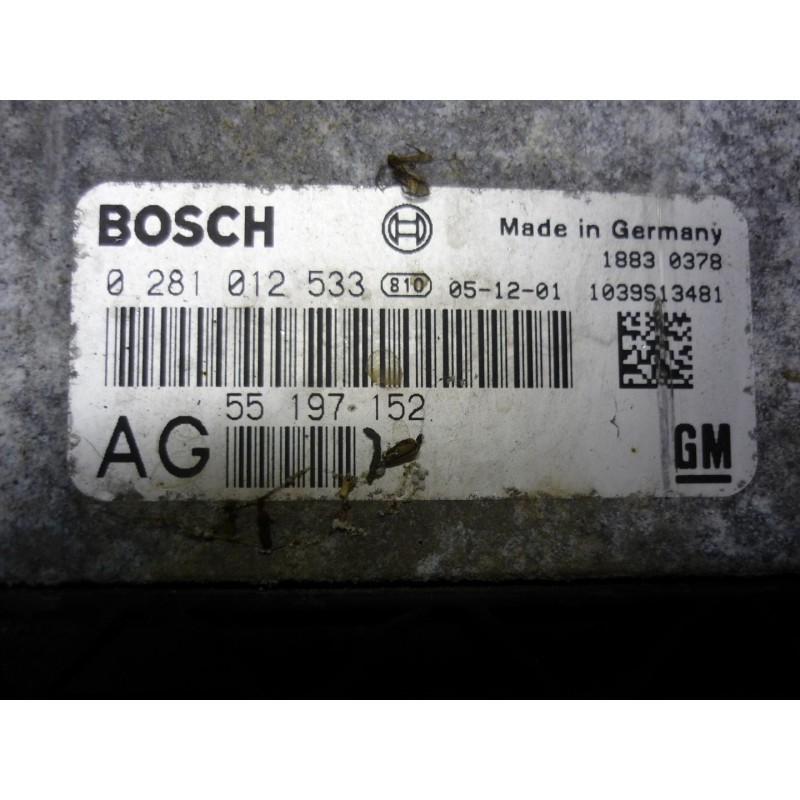 BOSCH
Made in Germany
1883 0378
0 281 012 533 810 05-12-01 1039S13481
55 197 152
AG
GM